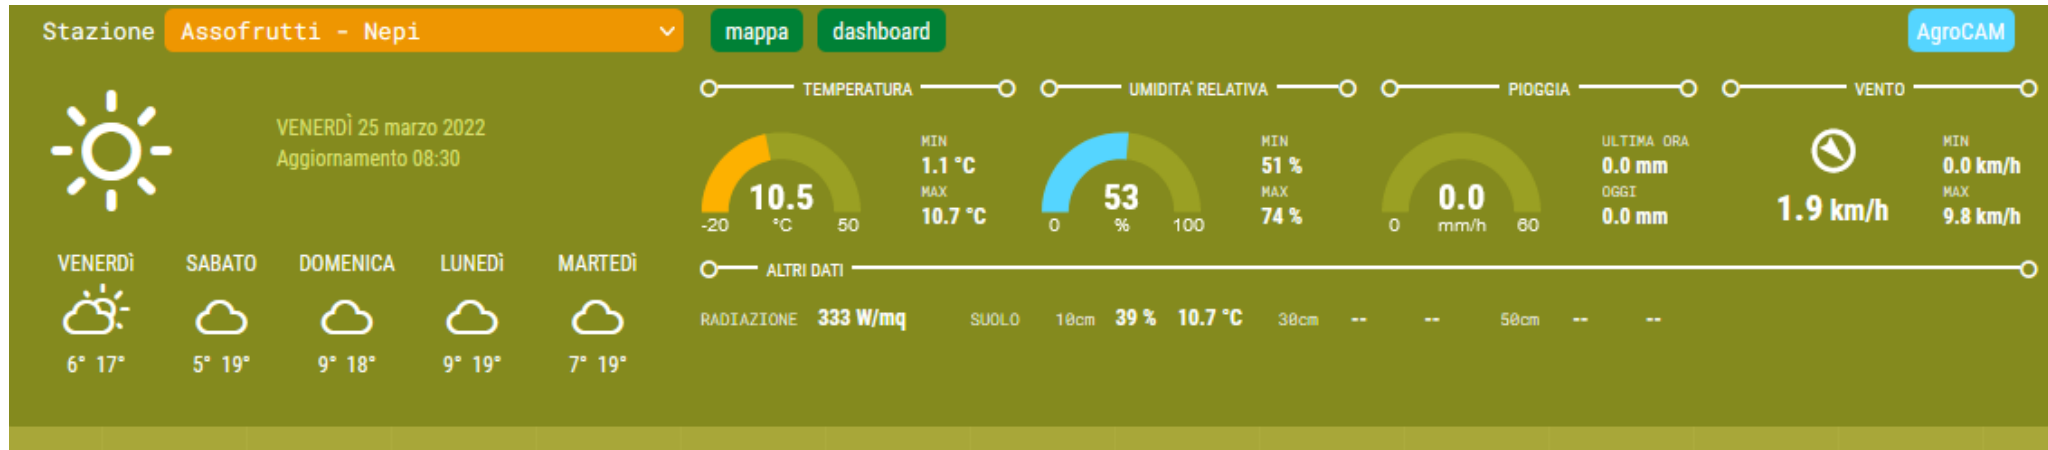 Stazione Assofrutti - Nepi mappa dashboard AgroCAM
VENERDÌ 25 marzo 2022
Aggiornamento 08:30
VENERDÌ SABATO DOMENICA LUNEDÌ MARTEDÌ
6° 17° 5° 19° 9° 18° 9° 19° 7° 19°
TEMPERATURA
10.5
°C
-20 50
MIN
1.1 °C
MAX
10.7 °C
UMIDITA' RELATIVA
53
%
0 100
MIN
51 %
MAX
74 %
PIOGGIA
0.0
mm/h
0 60
ULTIMA ORA
0.0 mm
OGGI
0.0 mm
VENTO
1.9 km/h
MIN
0.0 km/h
MAX
9.8 km/h
ALTRI DATI
RADIAZIONE 333 W/mq SUOLO 10cm 39 % 10.7 °C 30cm -- -- 50cm -- --